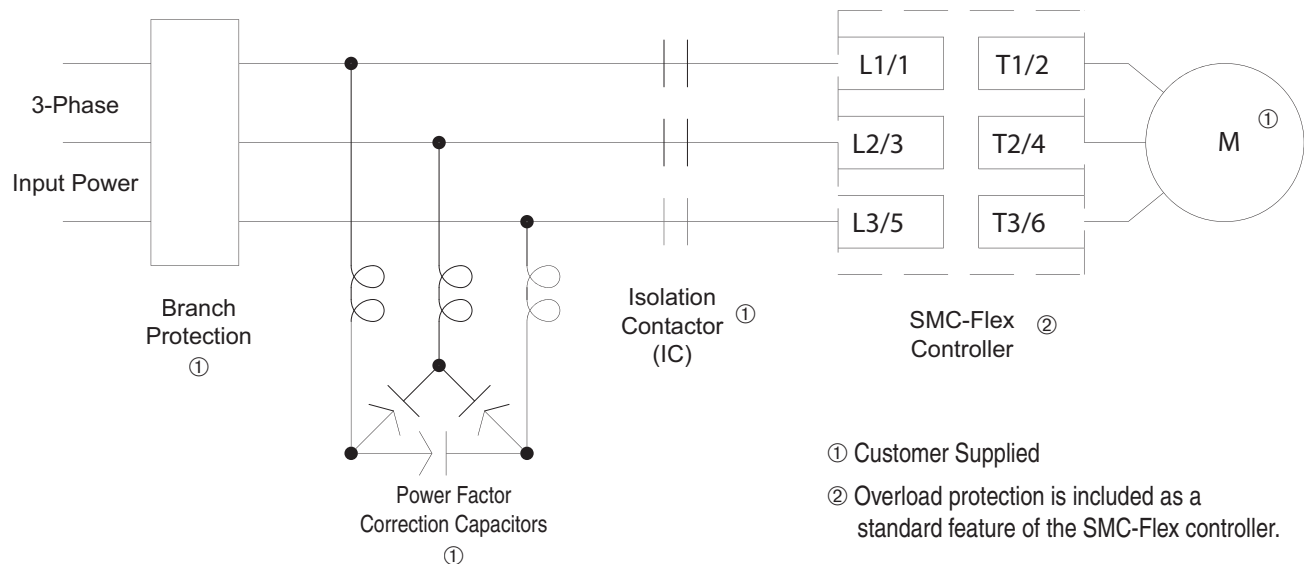 3-Phase
Input Power
Branch
Protection
①
Power Factor
Correction Capacitors
①
Isolation
Contactor ①
(IC)
L1/1 T1/2
L2/3 T2/4
L3/5 T3/6
SMC-Flex ②
Controller
M ①
① Customer Supplied
② Overload protection is included as a
standard feature of the SMC-Flex controller.